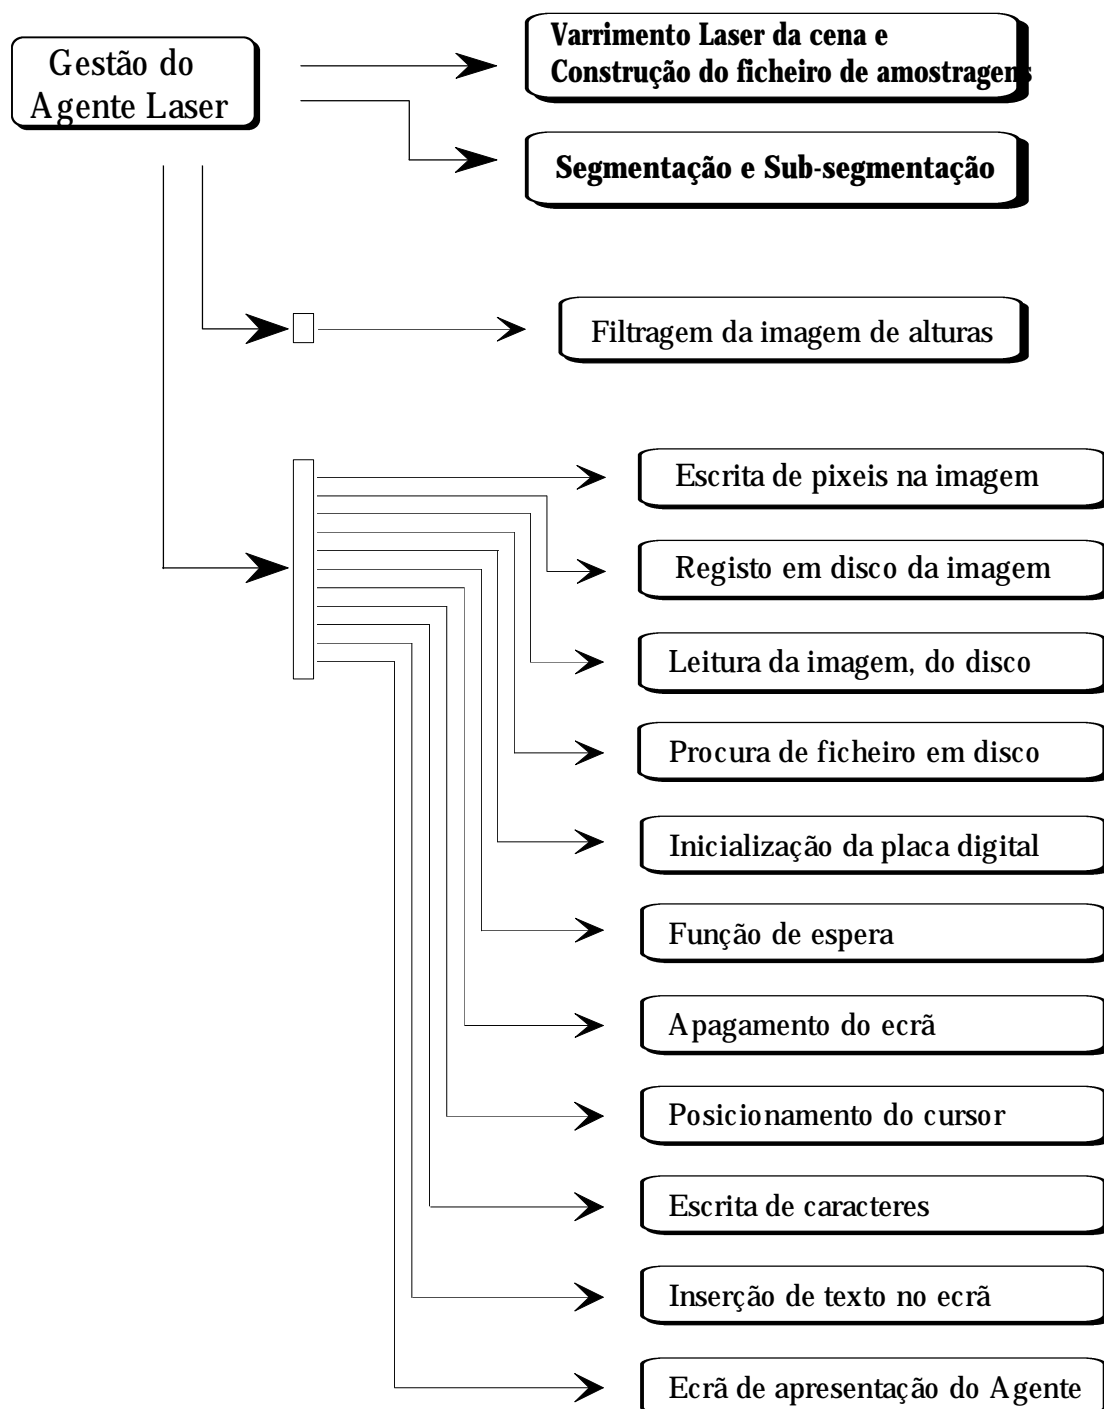 Gestão do
Agente Laser
Varrimento Laser da cena e
Construção do ficheiro de amostragens
Segmentação e Sub-segmentação
Filtragem da imagem de alturas
Escrita de pixeis na imagem
Registo em disco da imagem
Leitura da imagem, do disco
Procura de ficheiro em disco
Inicialização da placa digital
Função de espera
Apagamento do ecrã
Posicionamento do cursor
Escrita de caracteres
Inserção de texto no ecrã
Ecrã de apresentação do Agente